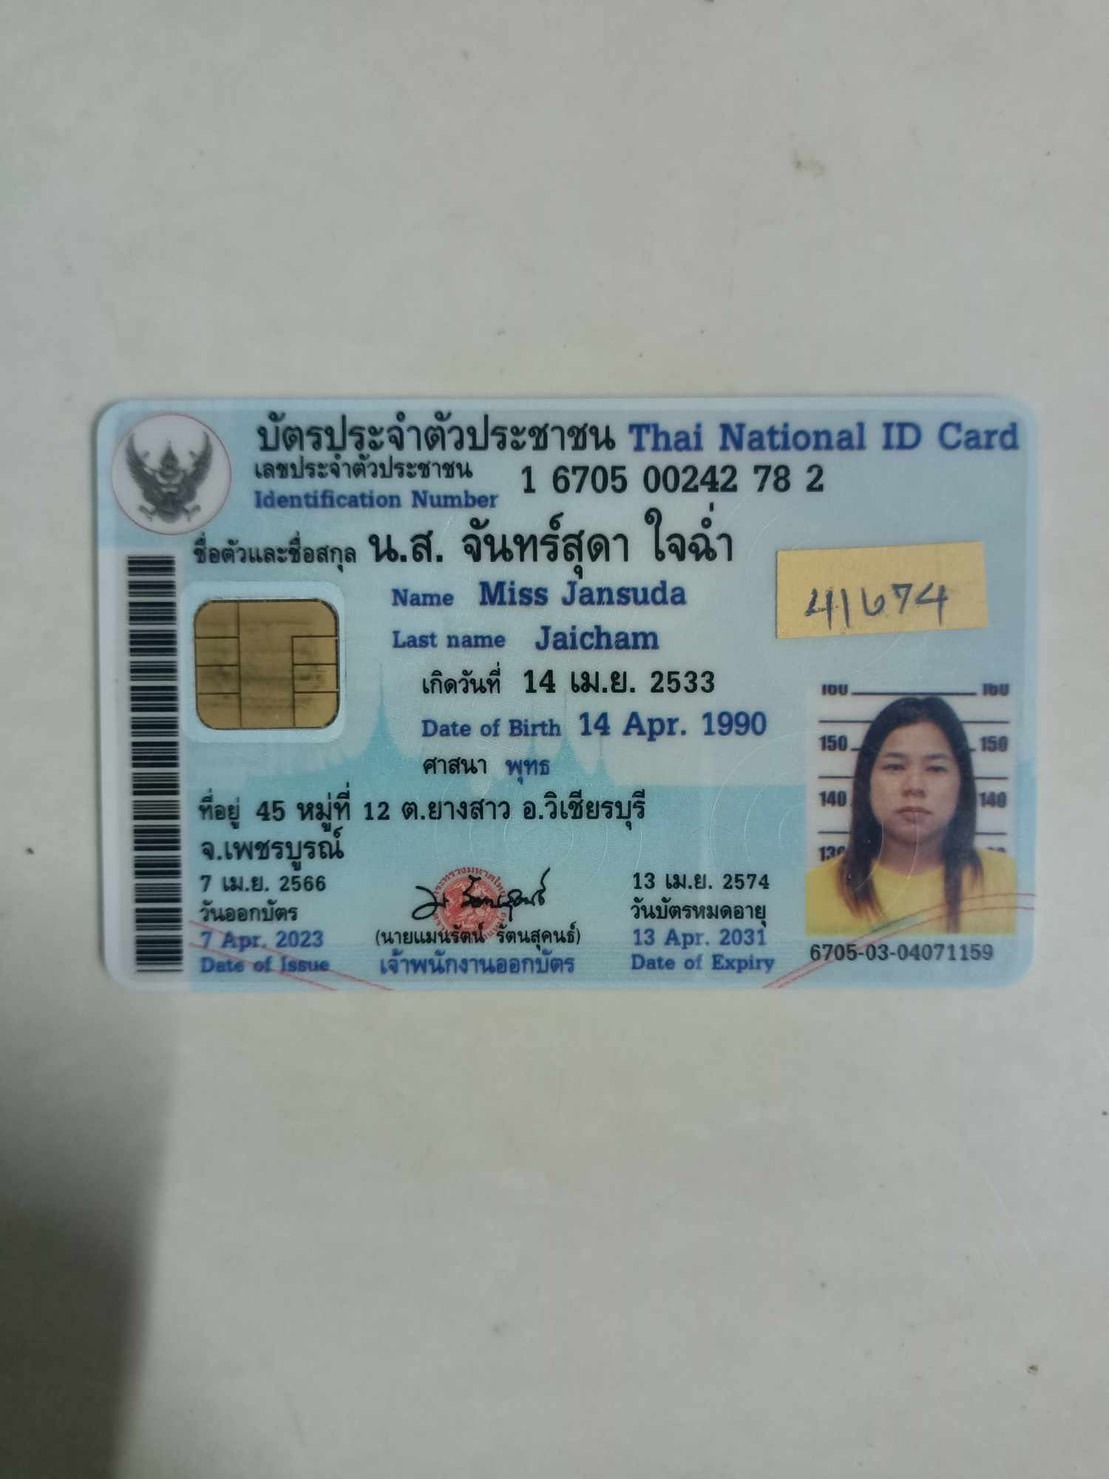 บัตรประจำตัวประชาชน Thai National ID Card
เลขประจำตัวประชาชน
Identification Number
1 6705 00242 78 2
ชื่อตัวและชื่อสกุล น.ส. จันทร์สุดา ใจฉ่ำ
Name Miss Jansuda
Last name Jaicham
41674
เกิดวันที่ 14 เม.ย. 2533
Date of Birth 14 Apr. 1990
ศาสนา พุทธ
ที่อยู่ 45 หมู่ที่ 12 ต.ยางสาว อ.วิเชียรบุรี
จ.เพชรบูรณ์
160 160
150 150
140 140
130
7 เม.ย. 2566
วันออกบัตร
7 Apr. 2023
Date of Issue
(นายแมนรัตน์ รัตนสุคนธ์)
เจ้าพนักงานออกบัตร
13 เม.ย. 2574
วันบัตรหมดอายุ
13 Apr. 2031
Date of Expiry
6705-03-04071159